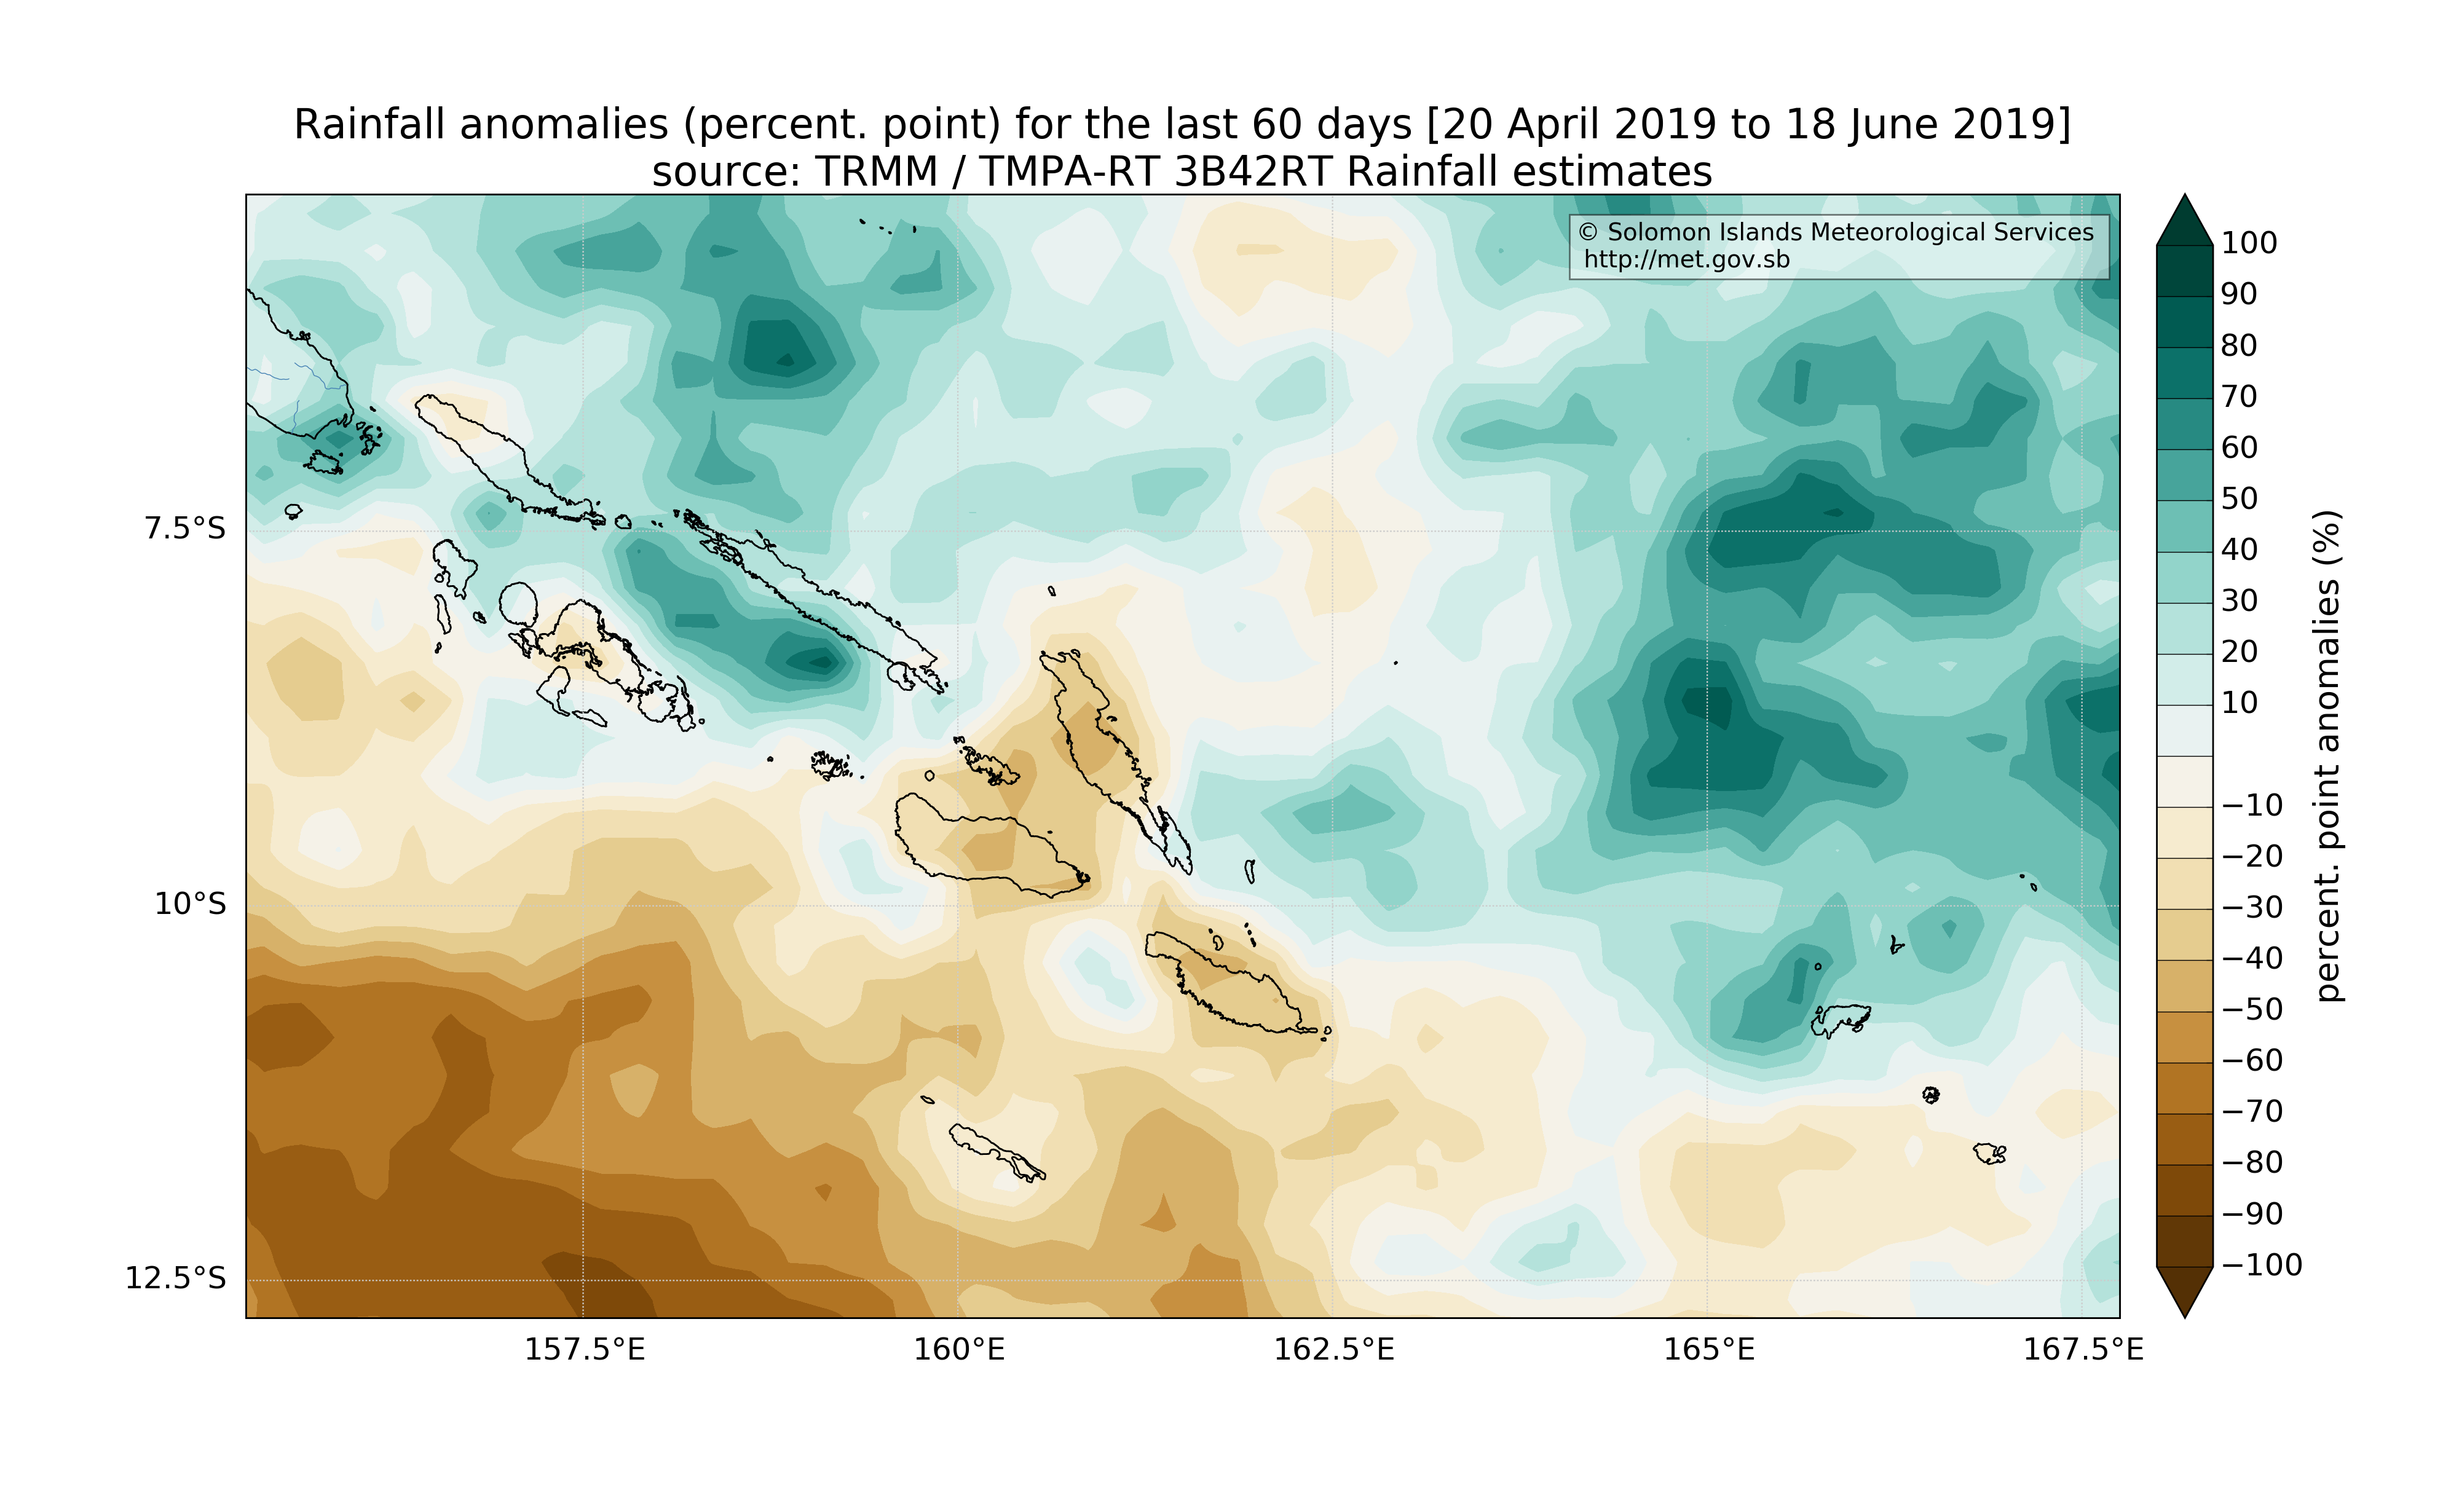 Rainfall anomalies (percent. point) for the last 60 days [20 April 2019 to 18 June 2019]
source: TRMM / TMPA-RT 3B42RT Rainfall estimates
© Solomon Islands Meteorological Services
http://met.gov.sb
7.5°S
10°S
12.5°S
157.5°E
160°E
162.5°E
165°E
167.5°E
100
90
80
70
60
50
40
30
20
10
−10
−20
−30
−40
−50
−60
−70
−80
−90
−100
percent. point anomalies (%)